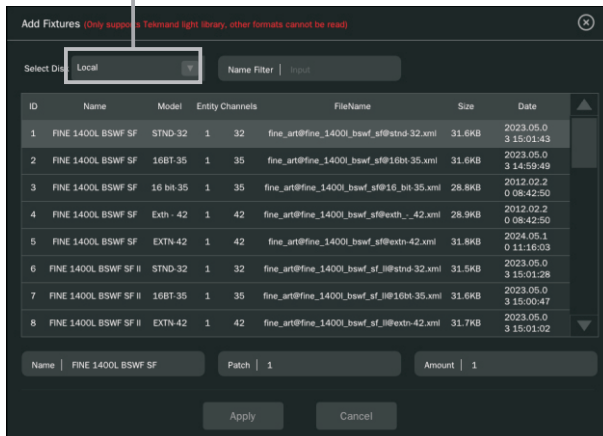 Add Fixtures (Only supports Tekmand light library, other formats cannot be read)
Select Disk Local Name Filter | Input
ID Name Model Entity Channels FileName Size Date
1 FINE 1400L BSWF SF STND-32 1 32 fine_art@fine_1400l_bswf_sf@stnd-32.xml 31.6KB 2023.05.0
3 15:01:43
2 FINE 1400L BSWF SF 16BT-35 1 35 fine_art@fine_1400l_bswf_sf@16bt-35.xml 31.6KB 2023.05.0
3 14:59:49
3 FINE 1400L BSWF SF 16 bit-35 1 35 fine_art@fine_1400l_bswf_sf@16_bit-35.xml 28.8KB 2012.02.2
0 08:42:50
4 FINE 1400L BSWF SF Exth - 42 1 42 fine_art@fine_1400l_bswf_sf@exth_-_42.xml 28.9KB 2012.02.2
0 08:42:50
5 FINE 1400L BSWF SF EXTN-42 1 42 fine_art@fine_1400l_bswf_sf@extn-42.xml 31.8KB 2024.05.1
0 11:16:03
6 FINE 1400L BSWF SF II STND-32 1 32 fine_art@fine_1400l_bswf_sf_ii@stnd-32.xml 31.5KB 2023.05.0
3 15:01:28
7 FINE 1400L BSWF SF II 16BT-35 1 35 fine_art@fine_1400l_bswf_sf_ii@16bt-35.xml 31.6KB 2023.05.0
3 15:00:47
8 FINE 1400L BSWF SF II EXTN-42 1 42 fine_art@fine_1400l_bswf_sf_ii@extn-42.xml 31.7KB 2023.05.0
3 15:01:02
Name | FINE 1400L BSWF SF Patch | 1 Amount | 1
Apply Cancel